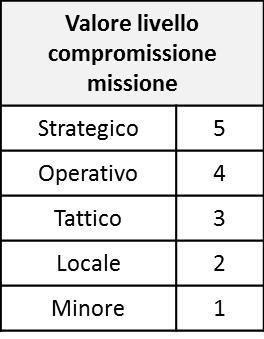 Valore livello
compromissione
missione
Strategico 5
Operativo 4
Tattico 3
Locale 2
Minore 1